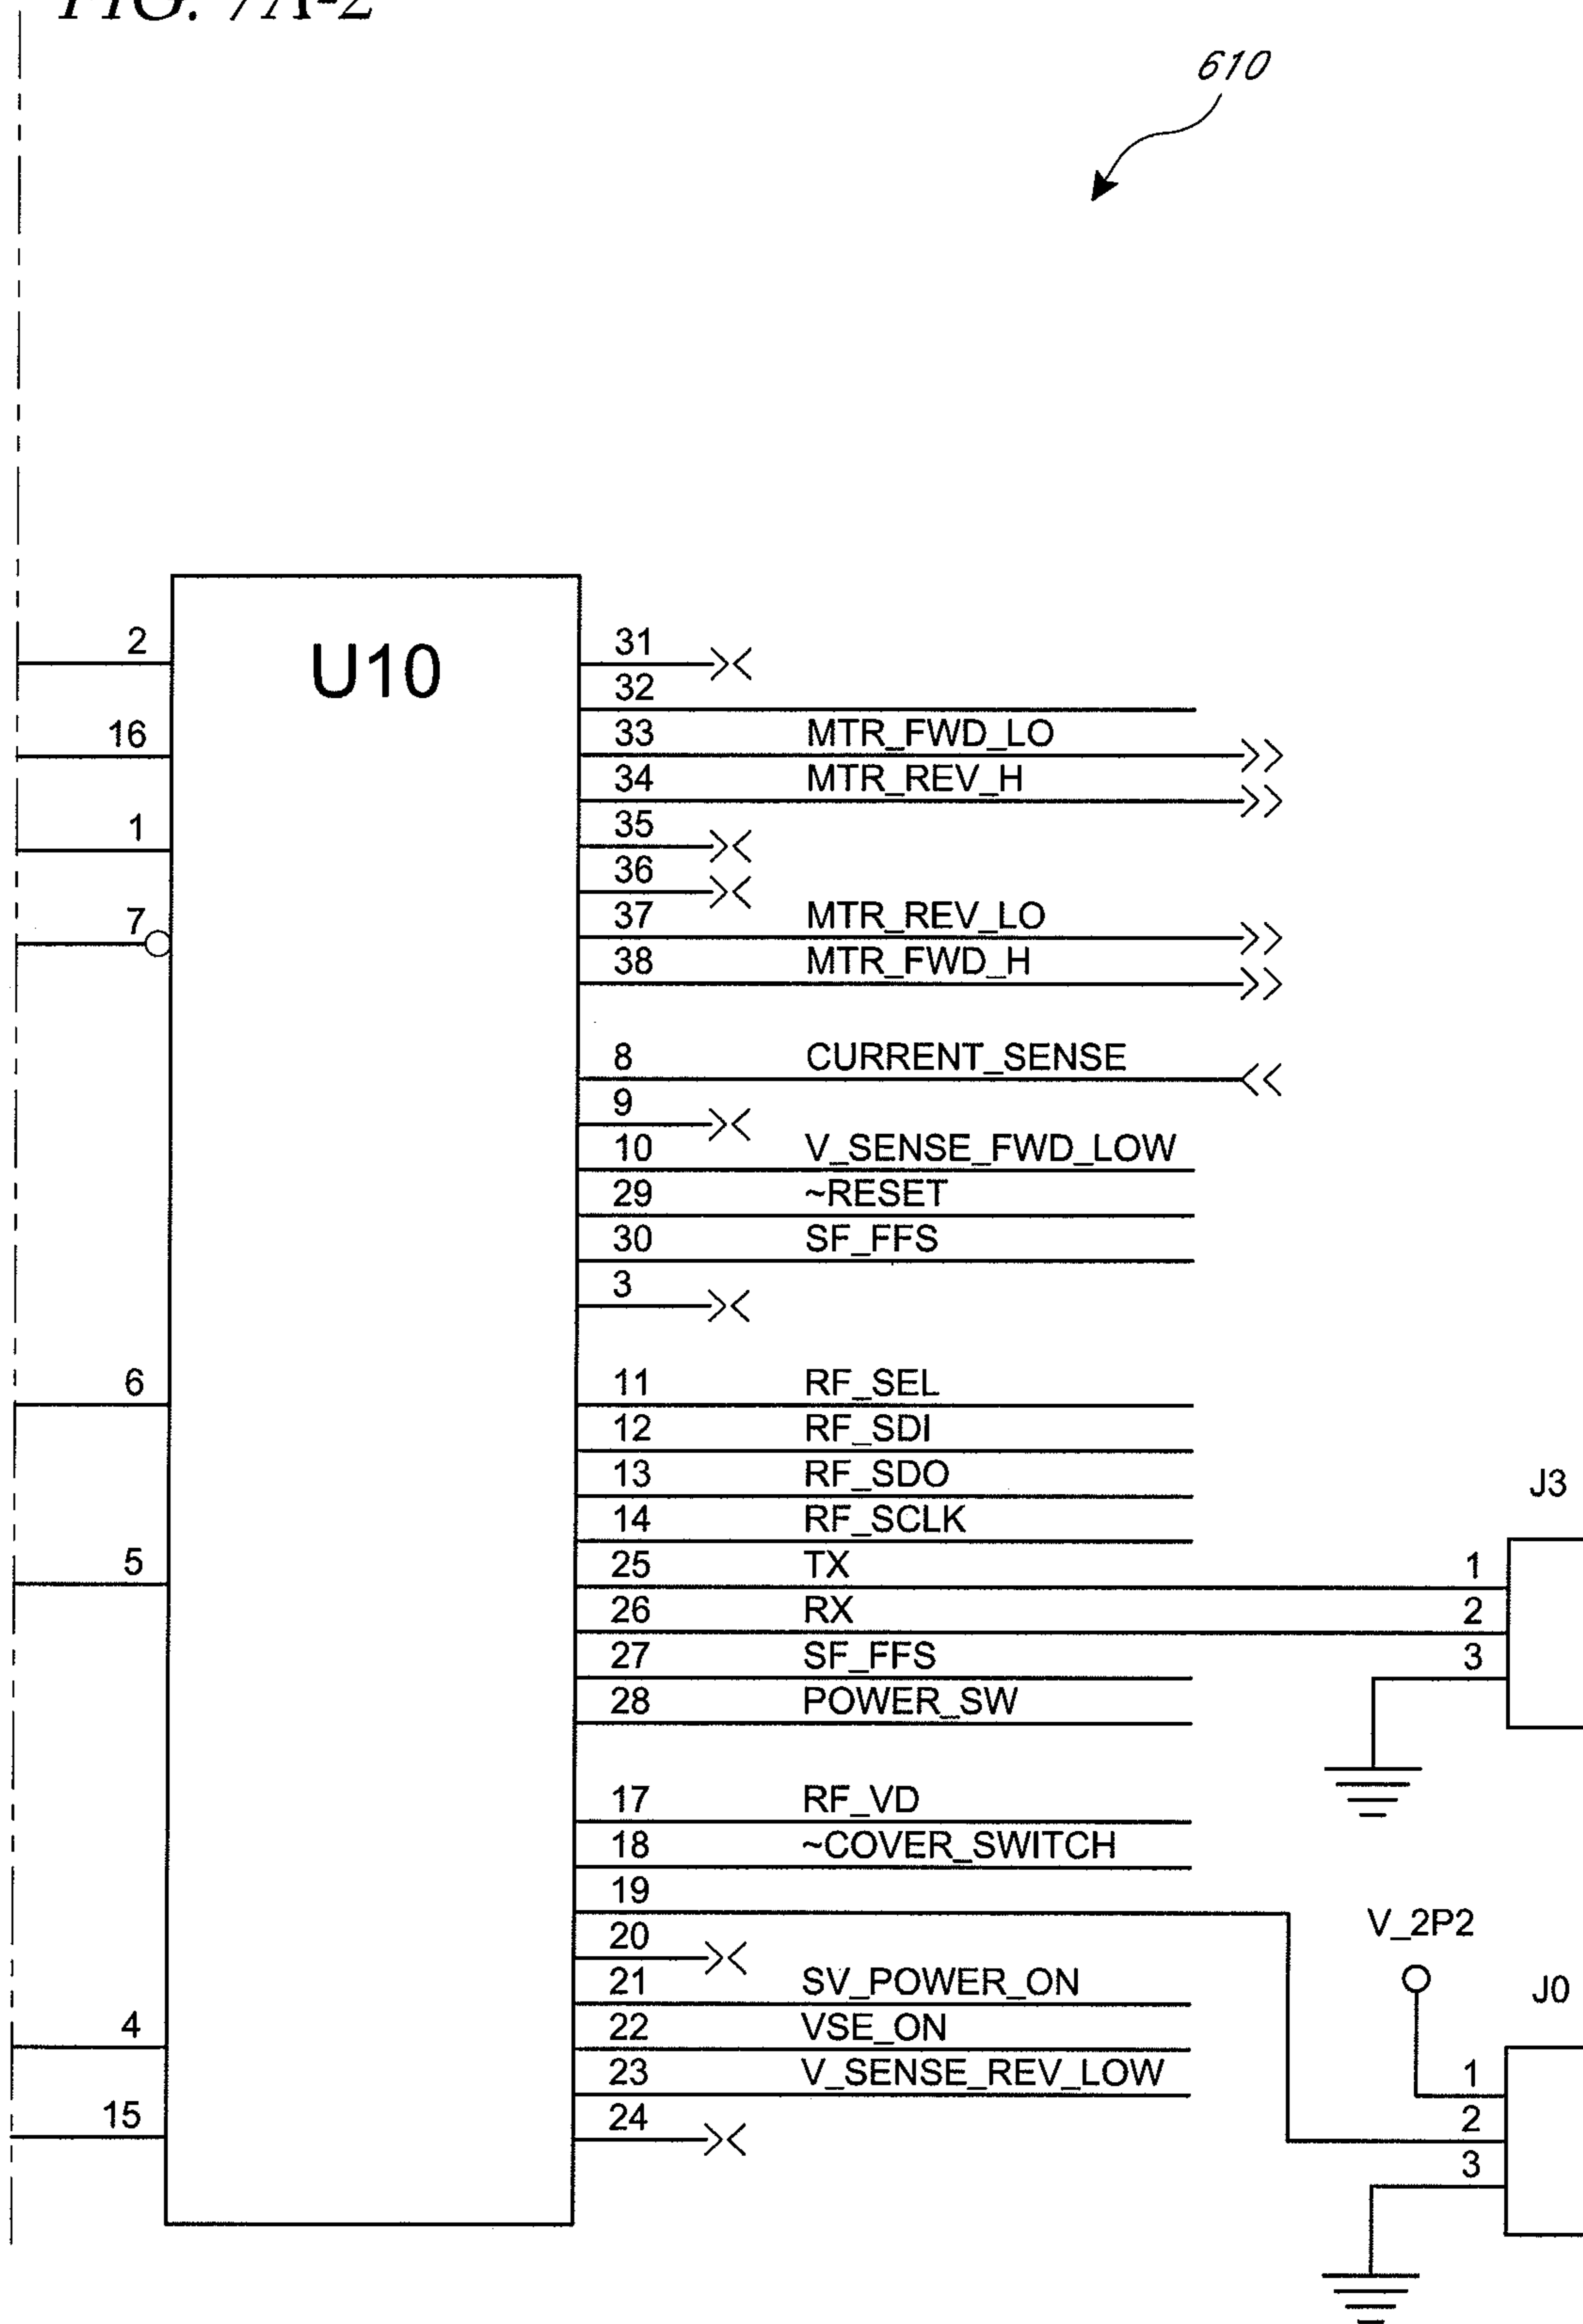 FIG. 7A-2
610
U10
2
16
1
7
6
5
4
15
31
32
33 MTR_FWD_LO
34 MTR_REV_H
35
36
37 MTR_REV_LO
38 MTR_FWD_H
8 CURRENT_SENSE
9
10 V_SENSE_FWD_LOW
29 ~RESET
30 SF_FFS
3
11 RF_SEL
12 RF_SDI
13 RF_SDO
14 RF_SCLK
25 TX
26 RX
27 SF_FFS
28 POWER_SW
17 RF_VD
18 ~COVER_SWITCH
19
20
21 SV_POWER_ON
22 VSE_ON
23 V_SENSE_REV_LOW
24
J3
1
2
3
V_2P2
J0
1
2
3